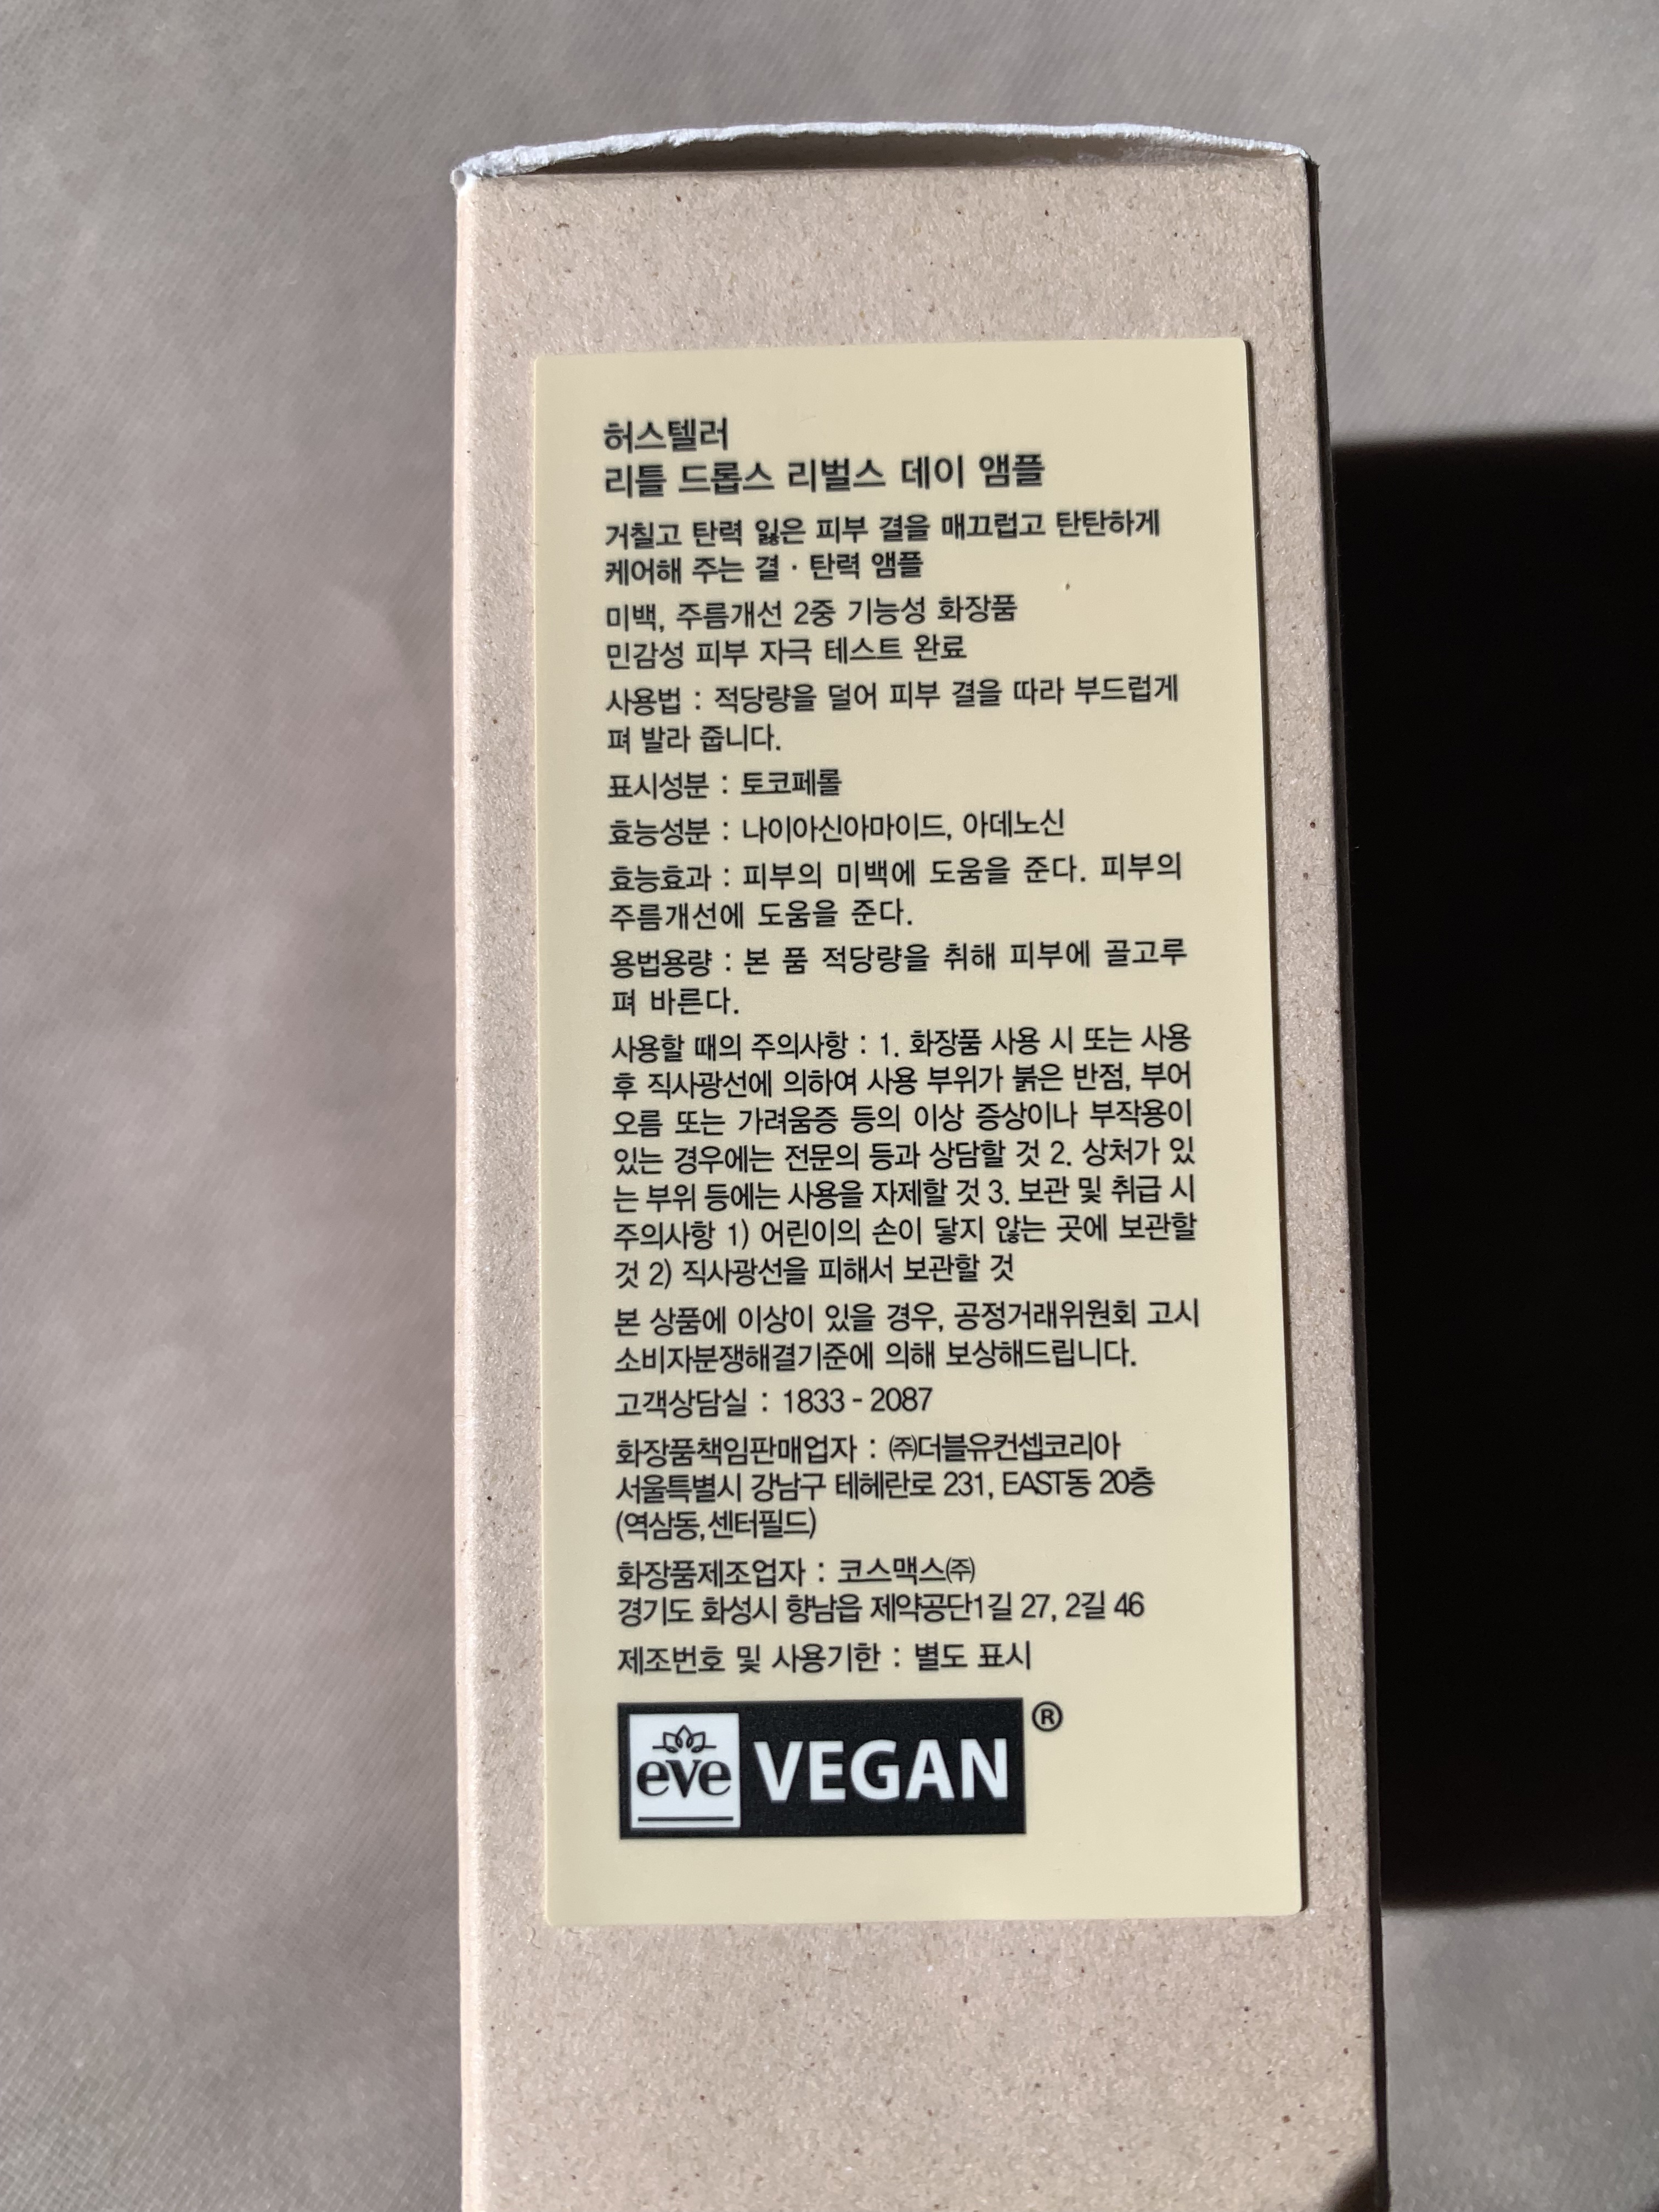 허스텔러
리틀 드롭스 리벌스 데이 앰플
거칠고 탄력 잃은 피부 결을 매끄럽고 탄탄하게
케어해 주는 결 · 탄력 앰플
미백, 주름개선 2중 기능성 화장품
민감성 피부 자극 테스트 완료
사용법 : 적당량을 덜어 피부 결을 따라 부드럽게
펴 발라 줍니다.
표시성분 : 토코페롤
효능성분 : 나이아신아마이드, 아데노신
효능효과 : 피부의 미백에 도움을 준다. 피부의
주름개선에 도움을 준다.
용법용량 : 본 품 적당량을 취해 피부에 골고루
펴 바른다.
사용할 때의 주의사항 : 1. 화장품 사용 시 또는 사용
후 직사광선에 의하여 사용 부위가 붉은 반점, 부어
오름 또는 가려움증 등의 이상 증상이나 부작용이
있는 경우에는 전문의 등과 상담할 것 2. 상처가 있
는 부위 등에는 사용을 자제할 것 3. 보관 및 취급 시
주의사항 1) 어린이의 손이 닿지 않는 곳에 보관할
것 2) 직사광선을 피해서 보관할 것
본 상품에 이상이 있을 경우, 공정거래위원회 고시
소비자분쟁해결기준에 의해 보상해드립니다.
고객상담실 : 1833 - 2087
화장품책임판매업자 : ㈜더블유컨셉코리아
서울특별시 강남구 테헤란로 231, EAST동 20층
(역삼동, 센터필드)
화장품제조업자 : 코스맥스㈜
경기도 화성시 향남읍 제약공단1길 27, 2길 46
제조번호 및 사용기한 : 별도 표시
eve VEGAN ®